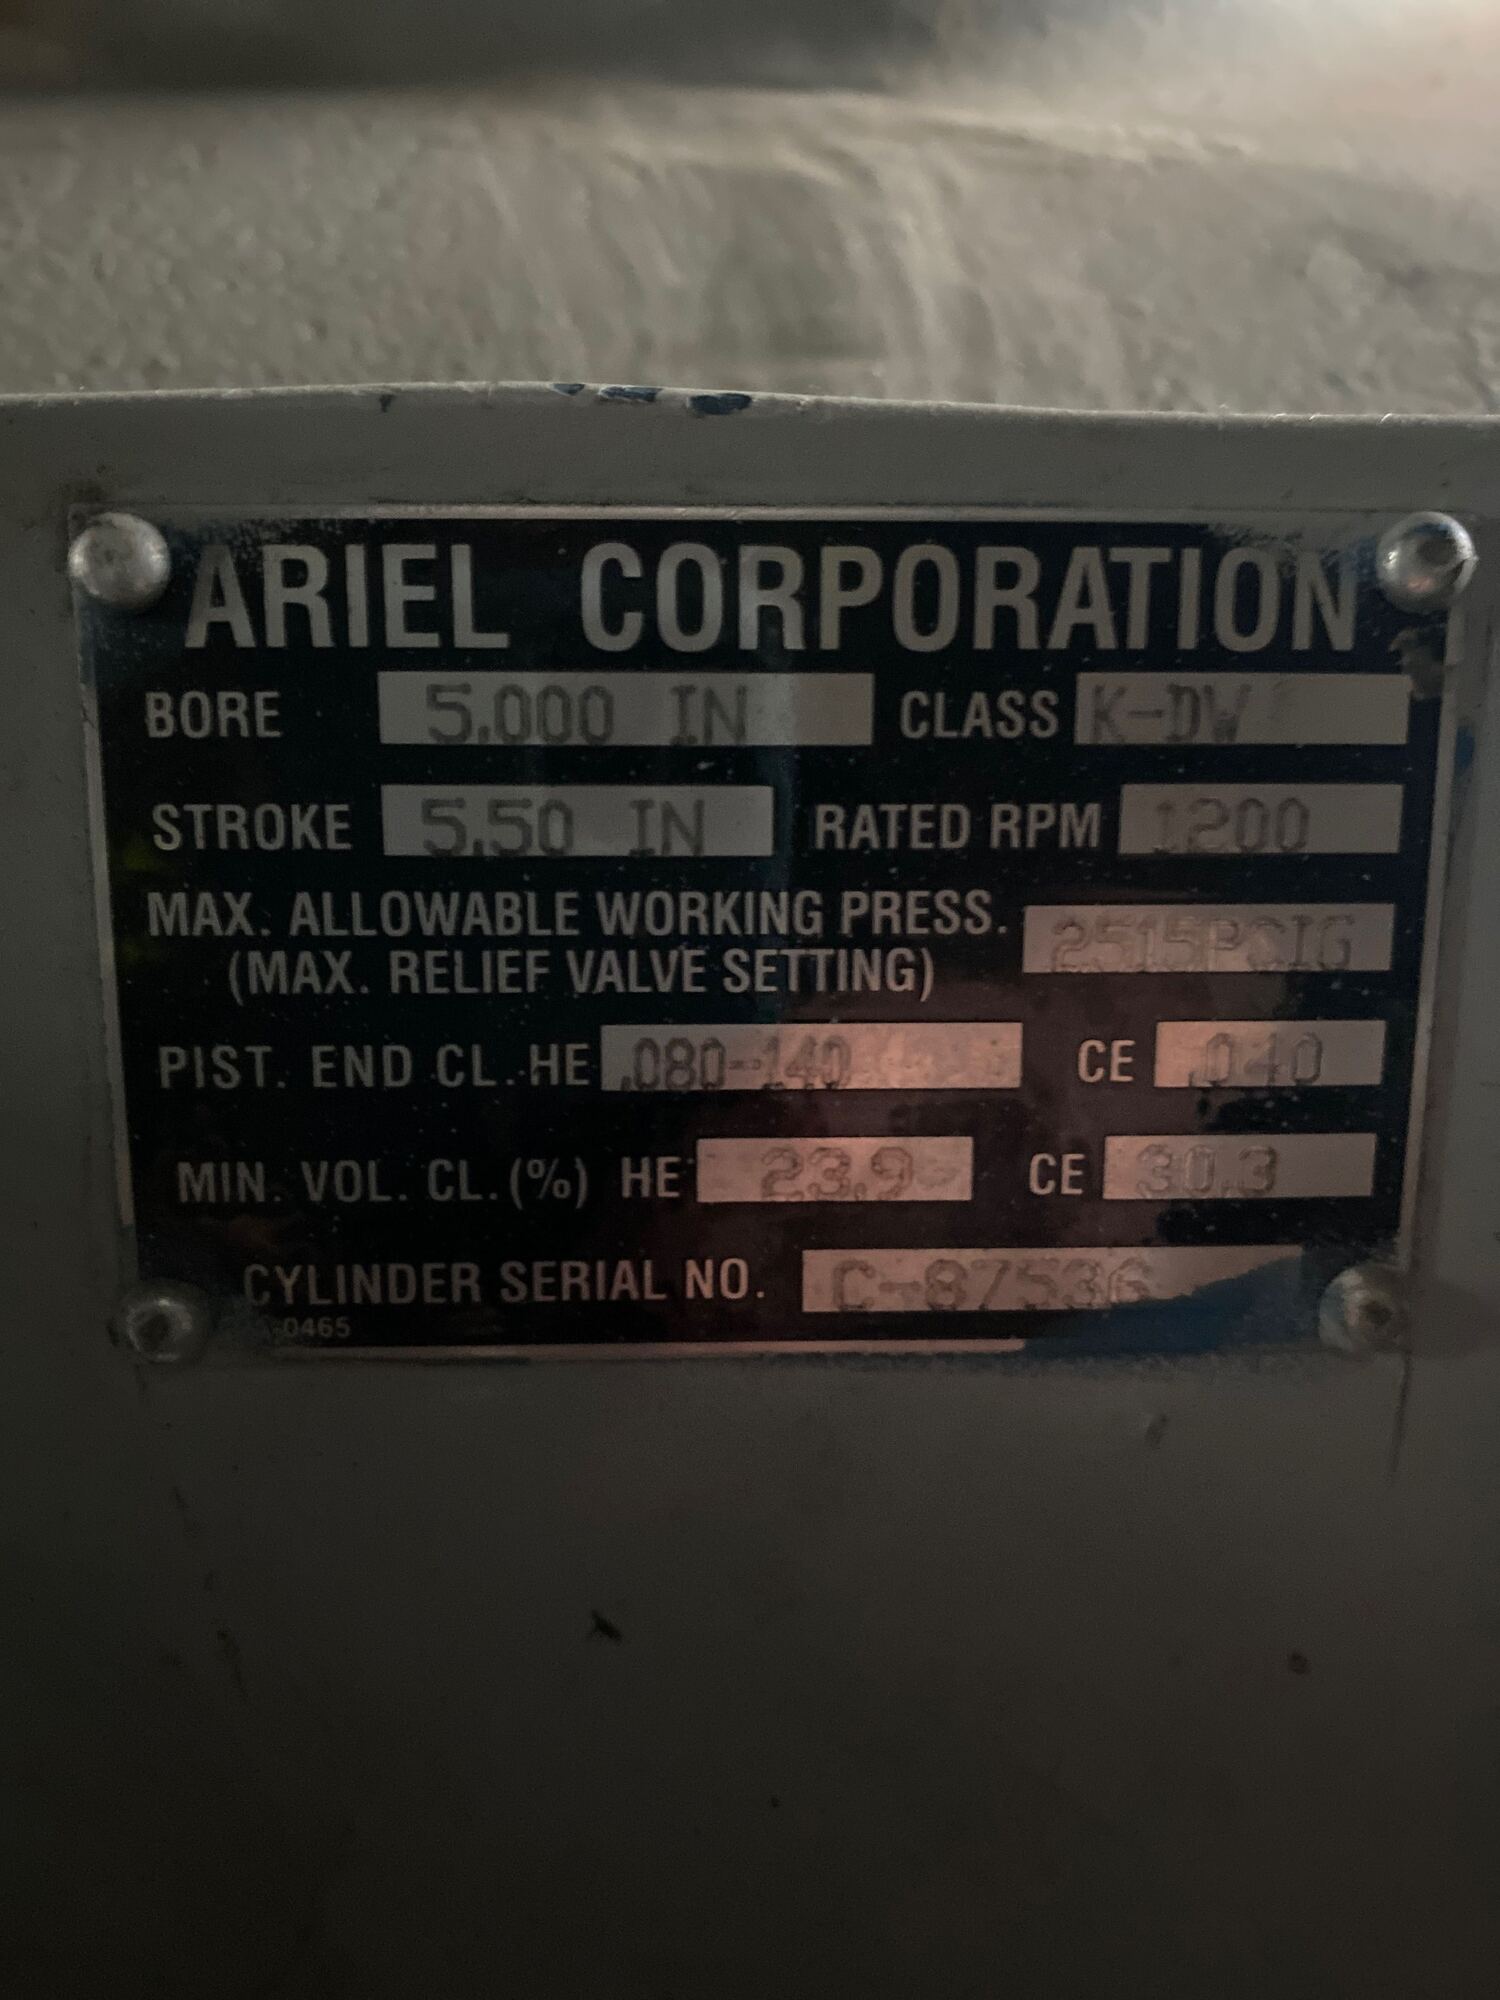 ARIEL CORPORATION
BORE 5.000 IN CLASS K-DW
STROKE 5.50 IN RATED RPM 1200
MAX. ALLOWABLE WORKING PRESS. 2515PSIG
(MAX. RELIEF VALVE SETTING)
PIST. END CL. HE .080-140 CE .040
MIN. VOL. CL. (%) HE 23.9 CE 30.3
CYLINDER SERIAL NO. C-87536
A-0465